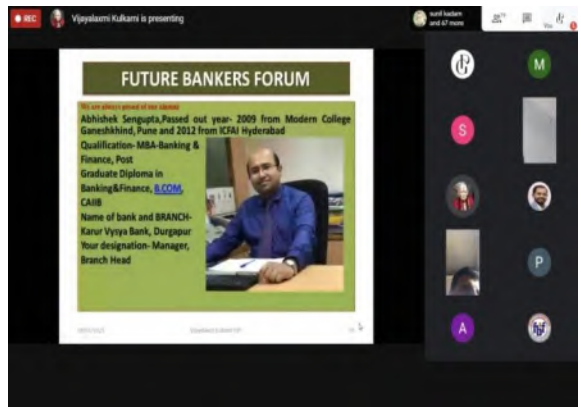 REC
Vijayalaxmi Kulkarni is presenting
sunil kadam
and 67 more
You
FUTURE BANKERS FORUM
We are always proud of our alumni
Abhishek Sengupta,Passed out year- 2009 from Modern College
Ganeshkhind, Pune and 2012 from ICFAI Hyderabad
Qualification- MBA-Banking &
Finance, Post
Graduate Diploma in
Banking&Finance, B.COM,
CAIIB
Name of bank and BRANCH-
Karur Vysya Bank, Durgapur
Your designation- Manager,
Branch Head
M
S
P
A